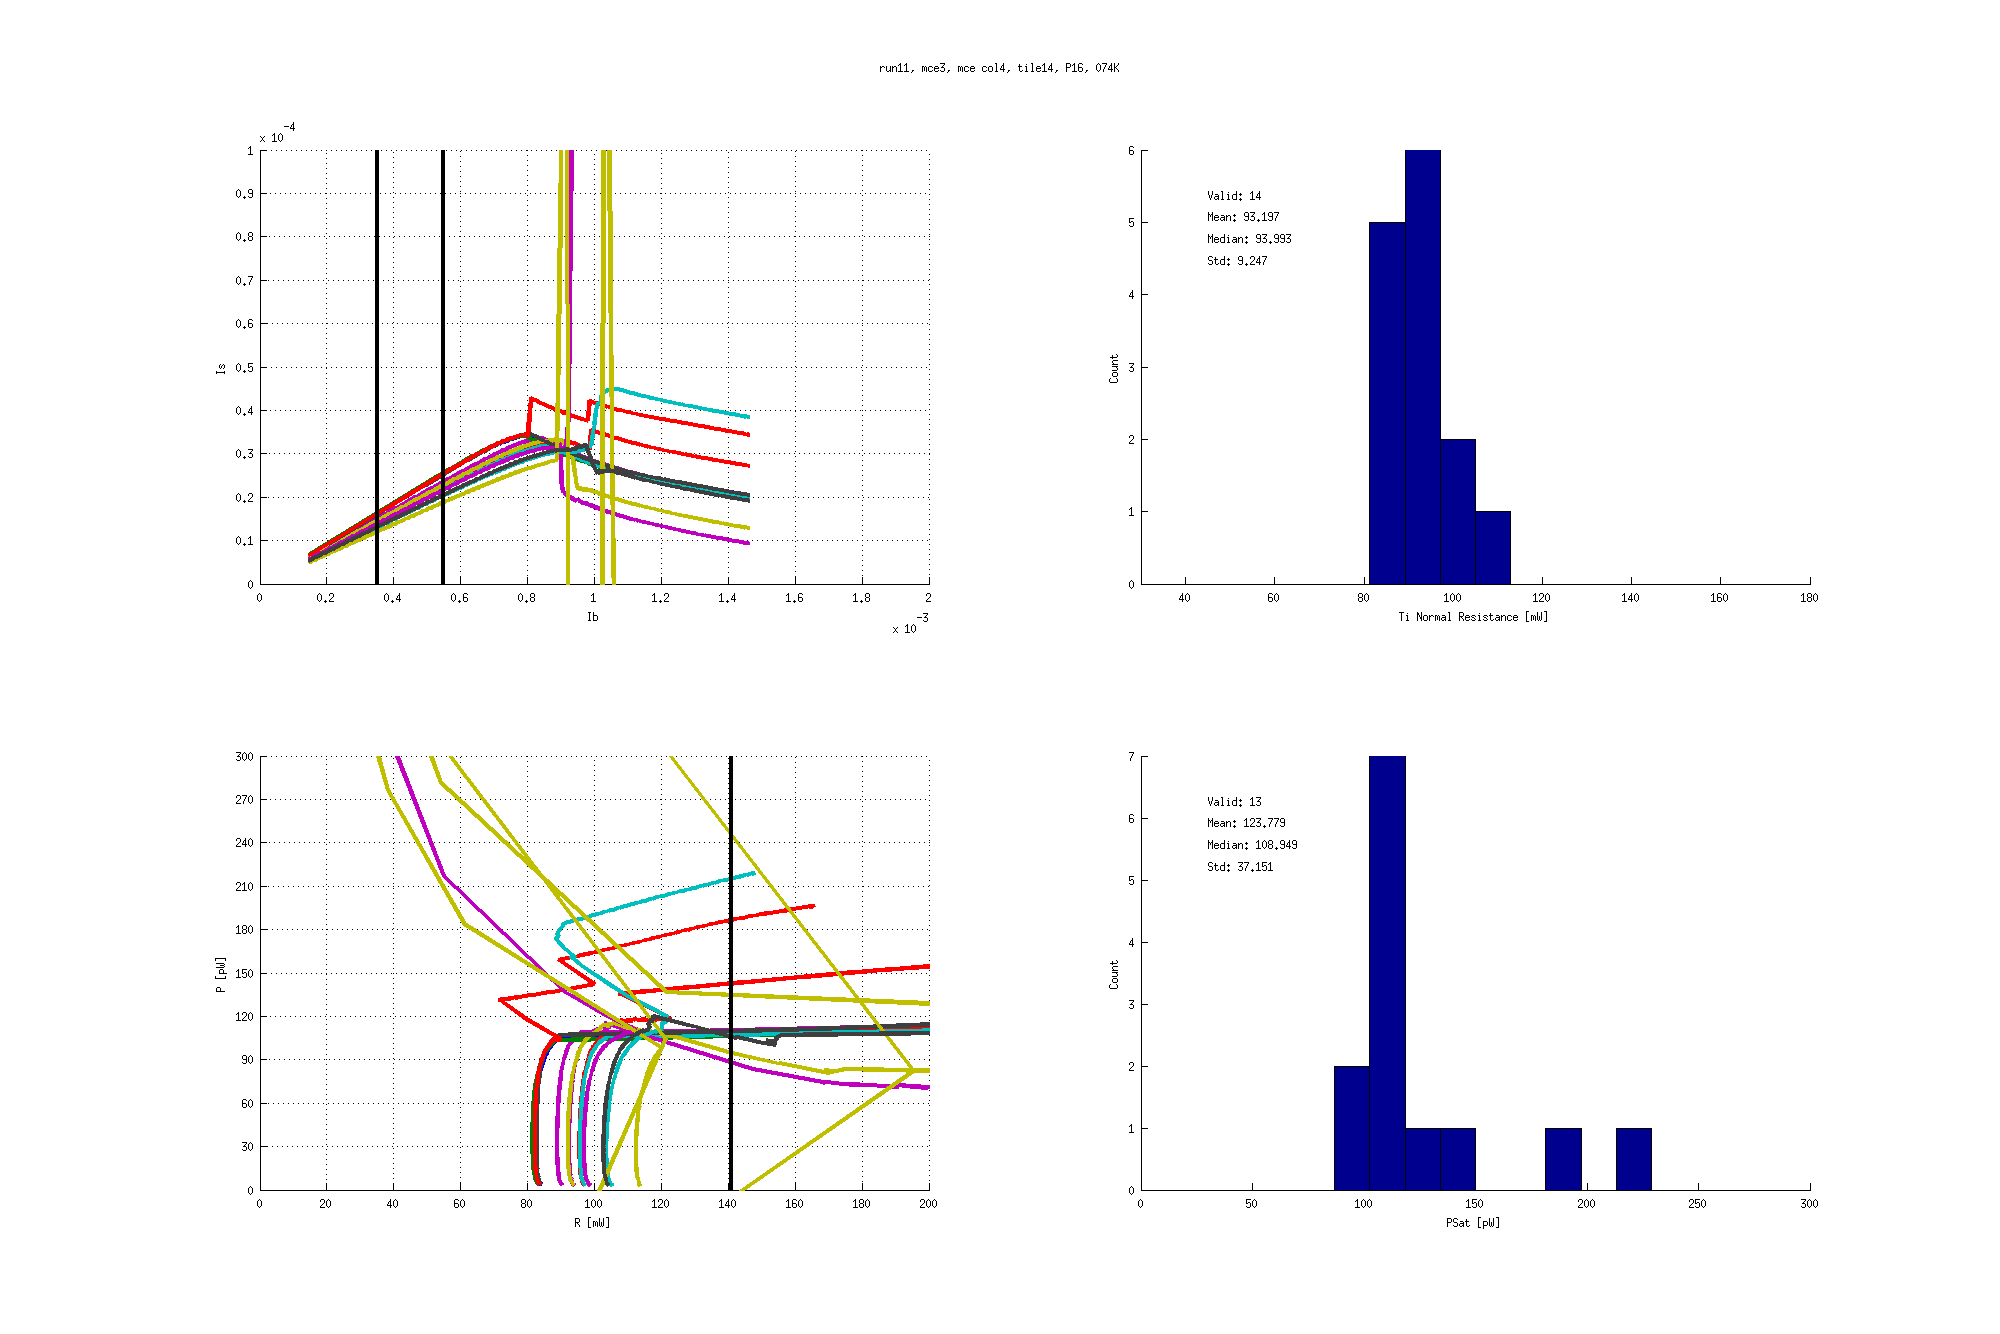 run11, mce3, mce col4, tile14, P16, 074K
x 10^-4
1
0.9
0.8
0.7
0.6
0.5
0.4
0.3
0.2
0.1
0
Is
0 0.2 0.4 0.6 0.8 1 1.2 1.4 1.6 1.8 2
Ib
x 10^-3
6
5
4
3
2
1
0
Count
Valid: 14
Mean: 93.197
Median: 93.993
Std: 9.247
40 60 80 100 120 140 160 180
Ti Normal Resistance [mW]
300
270
240
210
180
150
120
90
60
30
0
P [pW]
0 20 40 60 80 100 120 140 160 180 200
R [mW]
7
6
5
4
3
2
1
0
Count
Valid: 13
Mean: 123.779
Median: 108.949
Std: 37.151
0 50 100 150 200 250 300
PSat [pW]